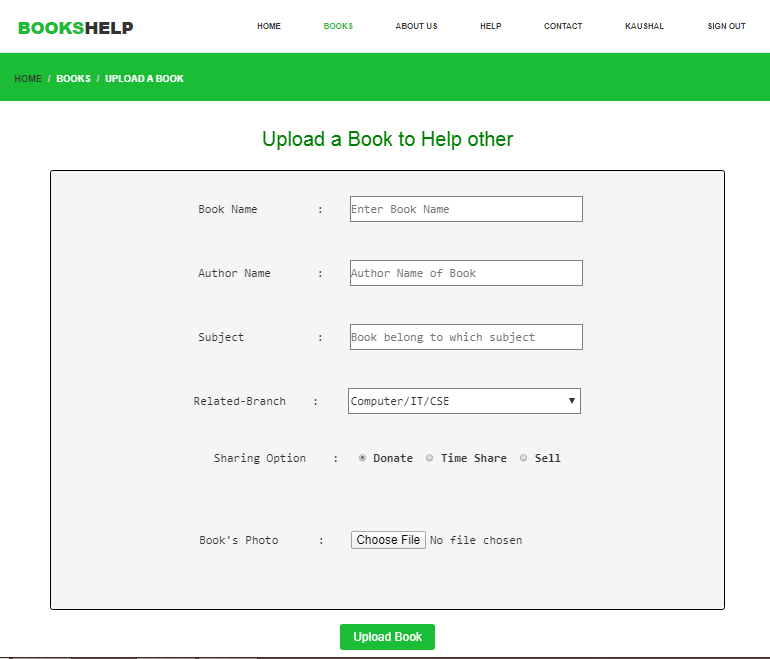 BOOKSHELP HOME BOOKS ABOUT US HELP CONTACT KAUSHAL SIGN OUT
HOME / BOOKS / UPLOAD A BOOK
Upload a Book to Help other
Book Name : Enter Book Name
Author Name : Author Name of Book
Subject : Book belong to which subject
Related-Branch : Computer/IT/CSE
Sharing Option : Donate Time Share Sell
Book's Photo : Choose File No file chosen
Upload Book